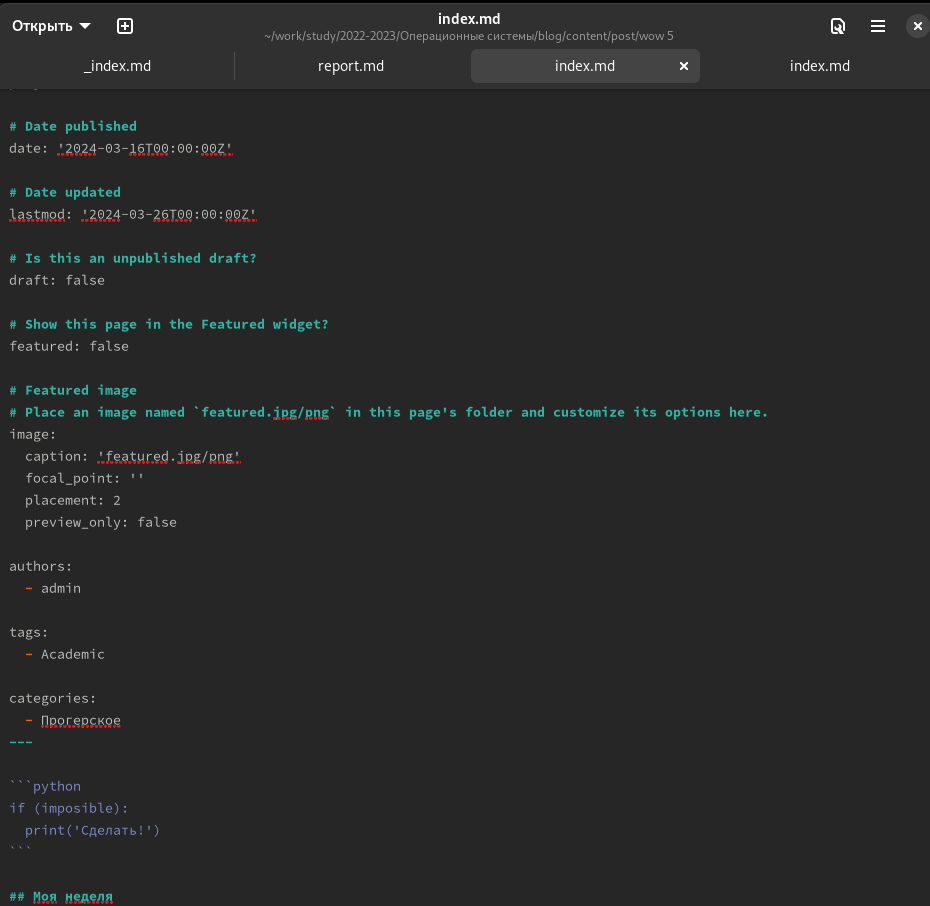 Открыть
index.md
~/work/study/2022-2023/Операционные системы/blog/content/post/wow 5
_index.md
report.md
index.md
index.md
# Date published
date: '2024-03-16T00:00:00Z'
# Date updated
lastmod: '2024-03-26T00:00:00Z'
# Is this an unpublished draft?
draft: false
# Show this page in the Featured widget?
featured: false
# Featured image
# Place an image named `featured.jpg/png` in this page's folder and customize its options here.
image:
  caption: 'featured.jpg/png'
  focal_point: ''
  placement: 2
  preview_only: false
authors:
  - admin
tags:
  - Academic
categories:
  - Прогерское
---
```python
if (imposible):
  print('Сделать!')
```
## Моя неделя